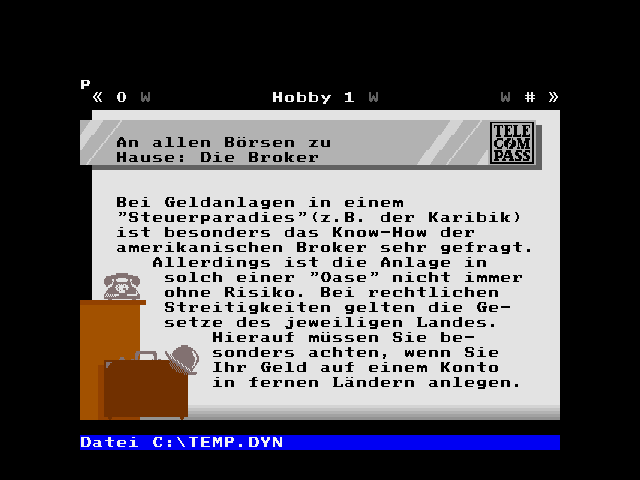 P
« 0 W Hobby 1 W W # »
An allen Börsen zu
Hause: Die Broker
TELE
COM
PASS
Bei Geldanlagen in einem
"Steuerparadies"(z.B. der Karibik)
ist besonders das Know-How der
amerikanischen Broker sehr gefragt.
Allerdings ist die Anlage in
solch einer "Oase" nicht immer
ohne Risiko. Bei rechtlichen
Streitigkeiten gelten die Ge-
setze des jeweiligen Landes.
Hierauf müssen Sie be-
sonders achten, wenn Sie
Ihr Geld auf einem Konto
in fernen Ländern anlegen.
Datei C:\TEMP.DYN